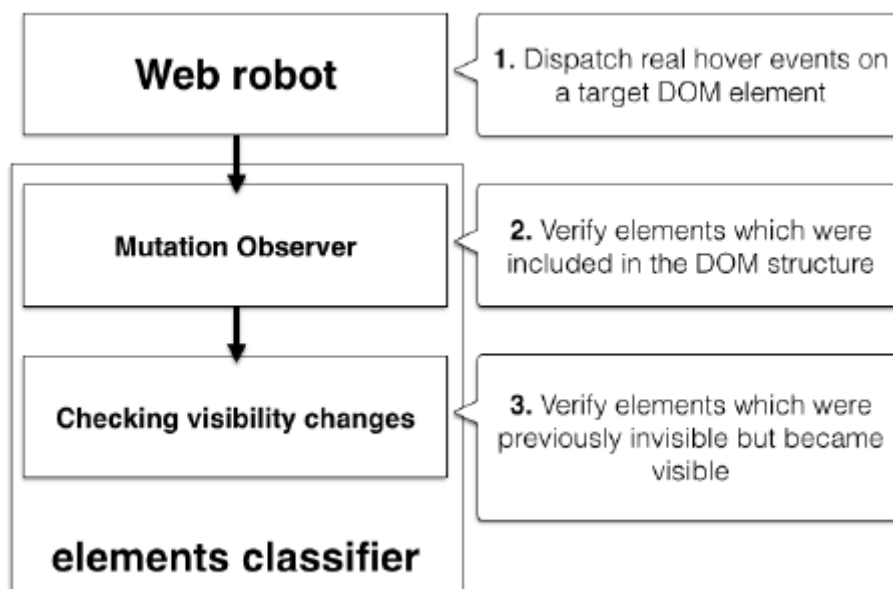 Web robot
1. Dispatch real hover events on
a target DOM element
Mutation Observer
2. Verify elements which were
included in the DOM structure
Checking visibility changes
3. Verify elements which were
previously invisible but became
visible
elements classifier